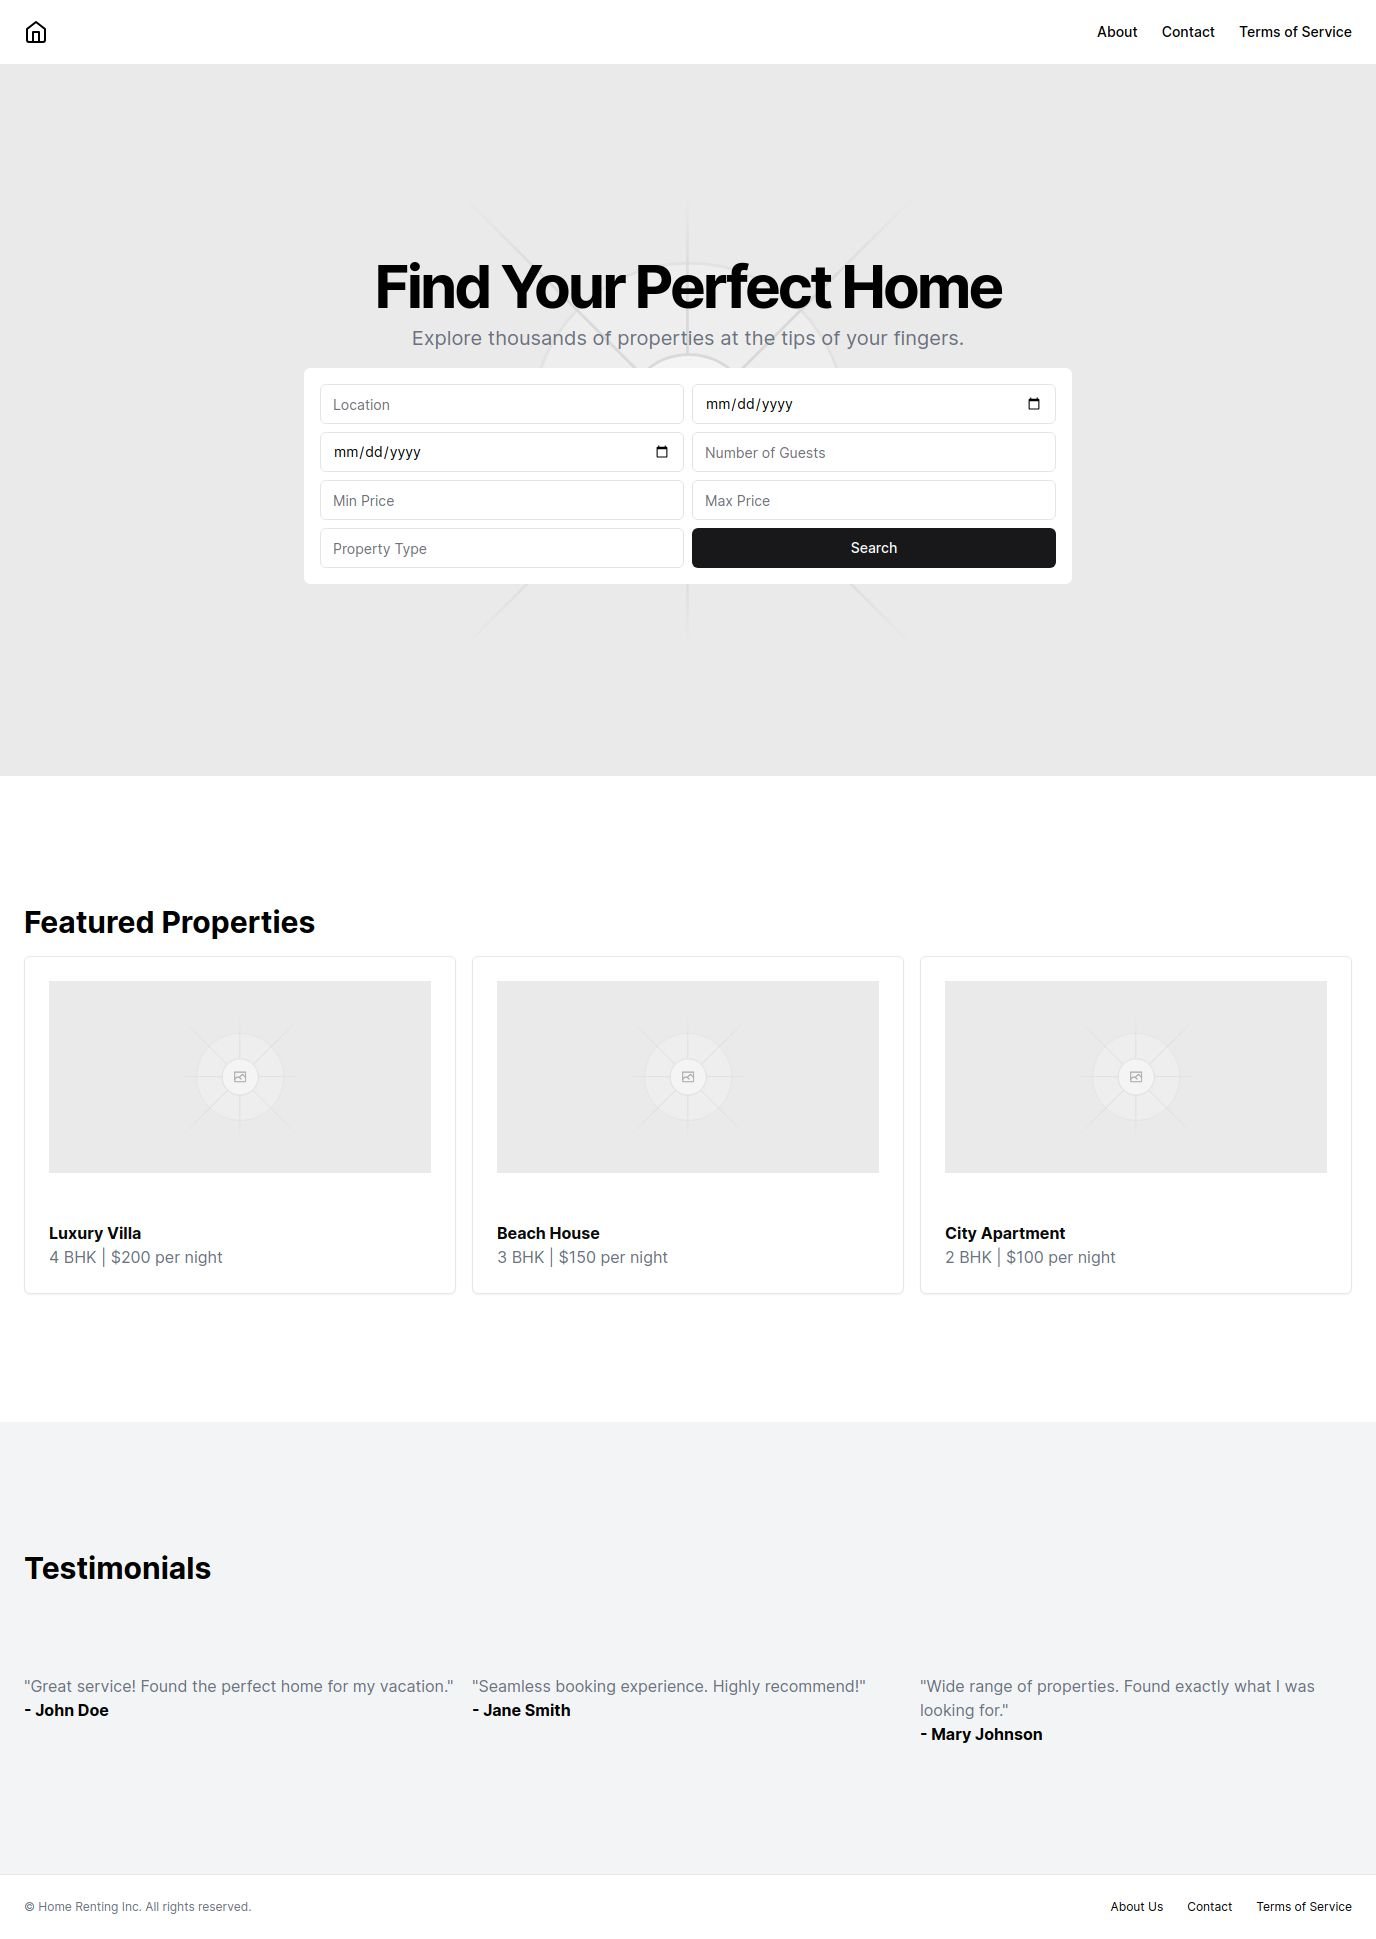 About Contact Terms of Service
Find Your Perfect Home
Explore thousands of properties at the tips of your fingers.
Location
mm/dd/yyyy
mm/dd/yyyy
Number of Guests
Min Price
Max Price
Property Type
Search
Featured Properties
Luxury Villa
4 BHK | $200 per night
Beach House
3 BHK | $150 per night
City Apartment
2 BHK | $100 per night
Testimonials
"Great service! Found the perfect home for my vacation."
- John Doe
"Seamless booking experience. Highly recommend!"
- Jane Smith
"Wide range of properties. Found exactly what I was
looking for."
- Mary Johnson
© Home Renting Inc. All rights reserved.
About Us Contact Terms of Service